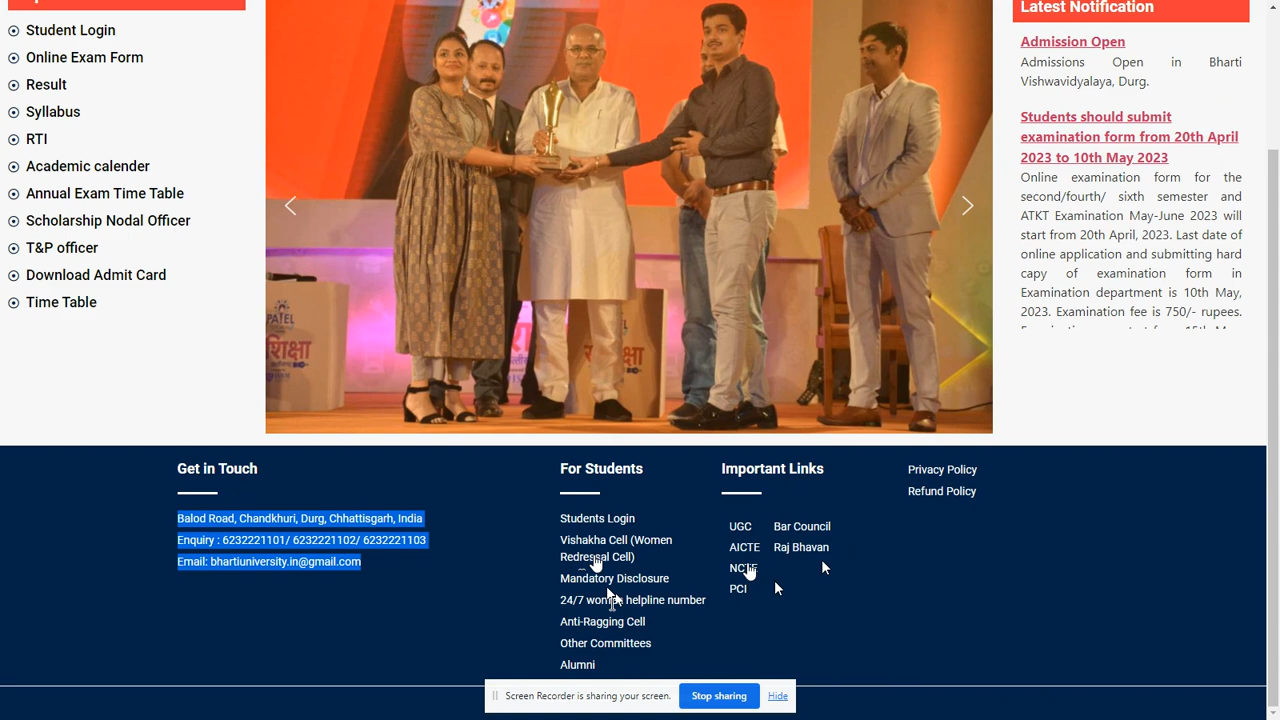 Student Login
Online Exam Form
Result
Syllabus
RTI
Academic calender
Annual Exam Time Table
Scholarship Nodal Officer
T&P officer
Download Admit Card
Time Table
PATEL
शिक्षा
Latest Notification
Admission Open
Admissions Open in Bharti
Vishwavidyalaya, Durg.
Students should submit
examination form from 20th April
2023 to 10th May 2023
Online examination form for the
second/fourth/ sixth semester and
ATKT Examination May-June 2023 will
start from 20th April, 2023. Last date of
online application and submitting hard
capy of examination form in
Examination department is 10th May,
2023. Examination fee is 750/- rupees.
Get in Touch
Balod Road, Chandkhuri, Durg, Chhattisgarh, India
Enquiry : 6232221101/ 6232221102/ 6232221103
Email: bhartiuniversity.in@gmail.com
For Students
Students Login
Vishakha Cell (Women
Redressal Cell)
Mandatory Disclosure
24/7 women helpline number
Anti-Ragging Cell
Other Committees
Alumni
Important Links
UGC Bar Council
AICTE Raj Bhavan
NCTE
PCI
Privacy Policy
Refund Policy
Screen Recorder is sharing your screen. Stop sharing Hide